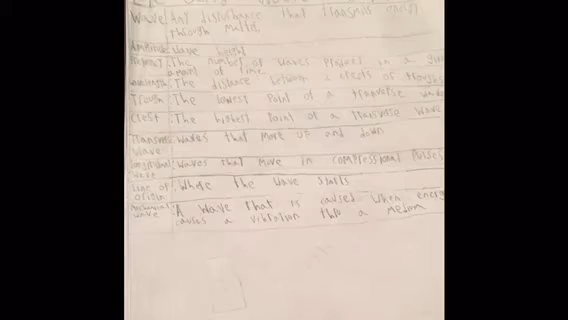 Wave Any disturbance that transmits energy
through matter
Amplitude wave height
Frequency The number of waves produced in a given
amount of time
wavelength The distance between 2 crests or troughs
Trough The lowest point of a transverse wave
Crest The highest point of a transverse wave
Transverse waves that move up and down
wave
longitudinal waves that move in compressional pulses
wave
Line of Where the wave starts
origin
mechanical A wave that is caused when energy
wave causes a vibration thro a medium